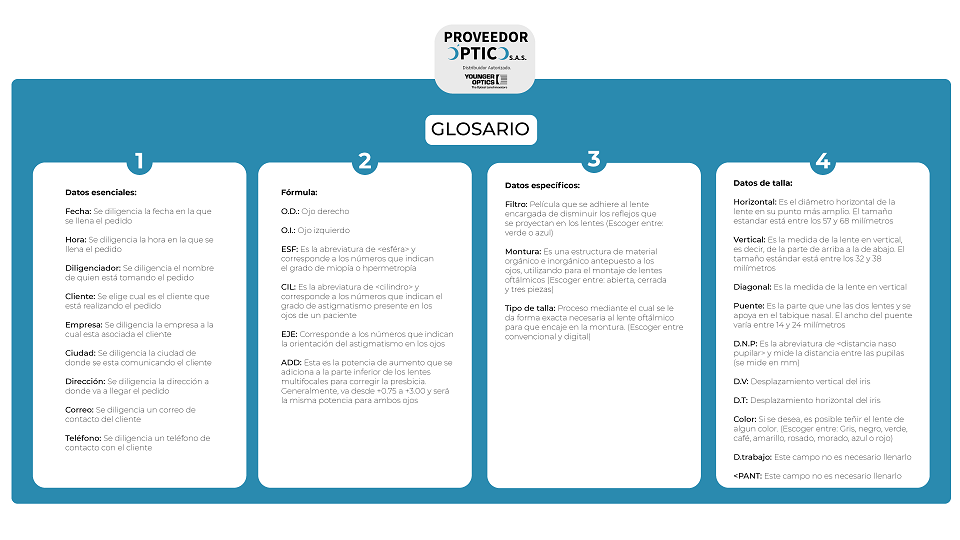 PROVEEDOR
ÓPTICO S.A.S.
Distribuidor Autorizado.
YOUNGER
OPTICS
GLOSARIO
1
Datos esenciales:
Fecha: Se diligencia la fecha en la que
se llena el pedido
Hora: Se diligencia la hora en la que se
llena el pedido
Diligenciador: Se diligencia el nombre
de quien está tomando el pedido
Cliente: Se elige cual es el cliente que
está realizando el pedido
Empresa: Se diligencia la empresa a la
cual esta asociada el cliente
Ciudad: Se diligencia la ciudad de
donde se esta comunicando el cliente
Dirección: Se diligencia la dirección a
donde va a llegar el pedido
Correo: Se diligencia un correo de
contacto del cliente
Teléfono: Se diligencia un teléfono de
contacto con el cliente
2
Fórmula:
O.D.: Ojo derecho
O.I.: Ojo izquierdo
ESF: Es la abreviatura de <esféra> y
corresponde a los números que indican
el grado de miopía o hpermetropía
CIL: Es la abreviatura de <cilindro> y
corresponde a los números que indican el
grado de astigmatismo presente en los
ojos de un paciente
EJE: Corresponde a los números que indican
la orientación del astigmatismo en los ojos
ADD: Esta es la potencia de aumento que se
adiciona a la parte inferior de los lentes
multifocales para corregir la presbicia.
Generalmente, va desde +0.75 a +3.00 y será
la misma potencia para ambos ojos
3
Datos específicos:
Filtro: Película que se adhiere al lente
encargada de disminuir los reflejos que
se proyectan en los lentes (Escoger entre:
verde o azul)
Montura: Es una estructura de material
orgánico e inorgánico antepuesto a los
ojos, utilizando para el montaje de lentes
oftálmicos (Escoger entre: abierta, cerrada
y tres piezas)
Tipo de talla: Proceso mediante el cual se le
da forma exacta necesaria al lente oftálmico
para que encaje en la montura. (Escoger entre
convencional y digital)
4
Datos de talla:
Horizontal: Es el diámetro horizontal de la
lente en su punto más amplio. El tamaño
estandar está entre los 57 y 68 milímetros
Vertical: Es la medida de la lente en vertical,
es decir, de la parte de arriba a la de abajo. El
tamaño estándar está entre los 32 y 38
milímetros
Diagonal: Es la medida de la lente en vertical
Puente: Es la parte que une las dos lentes y se
apoya en el tabique nasal. El ancho del puente
varía entre 14 y 24 milímetros
D.N.P: Es la abreviatura de <distancia naso
pupilar> y mide la distancia entre las pupilas
(se mide en mm)
D.V: Desplazamiento vertical del iris
D.T: Desplazamiento horizontal del iris
Color: Si se desea, es posible teñir el lente de
algun color. (Escoger entre: Gris, negro, verde,
café, amarillo, rosado, morado, azul o rojo)
D.trabajo: Este campo no es necesario llenarlo
<PANT: Este campo no es necesario llenarlo